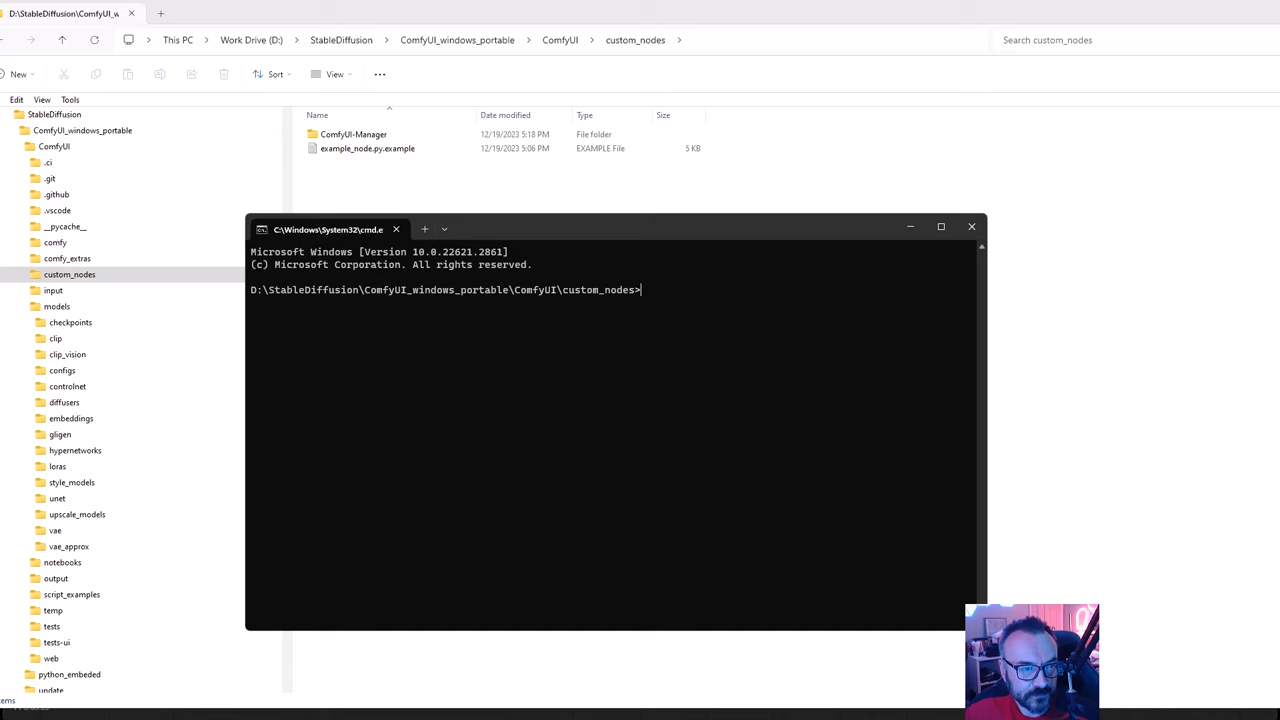 D:\StableDiffusion\ComfyUI_w
This PC > Work Drive (D:) > StableDiffusion > ComfyUI_windows_portable > ComfyUI > custom_nodes >
Search custom_nodes
New
Sort
View
Edit View Tools
Name Date modified Type Size
ComfyUI-Manager 12/19/2023 5:18 PM File folder
example_node.py.example 12/19/2023 5:06 PM EXAMPLE File 5 KB
StableDiffusion
ComfyUI_windows_portable
ComfyUI
.ci
.git
.github
.vscode
__pycache__
comfy
comfy_extras
custom_nodes
input
models
checkpoints
clip
clip_vision
configs
controlnet
diffusers
embeddings
gligen
hypernetworks
loras
style_models
unet
upscale_models
vae
vae_approx
notebooks
output
script_examples
temp
tests
tests-ui
web
python_embeded
update
C:\Windows\System32\cmd.e
Microsoft Windows [Version 10.0.22621.2861]
(c) Microsoft Corporation. All rights reserved.
D:\StableDiffusion\ComfyUI_windows_portable\ComfyUI\custom_nodes>